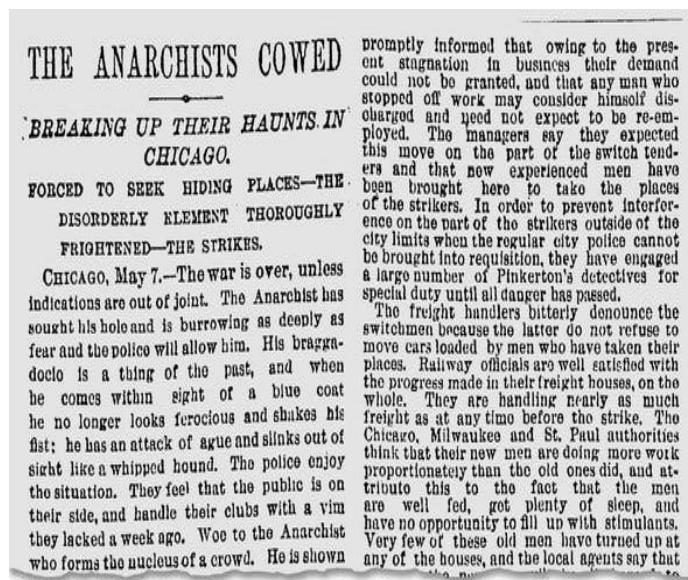 THE ANARCHISTS COWED
BREAKING UP THEIR HAUNTS IN
CHICAGO.
FORCED TO SEEK HIDING PLACES—THE
DISORDERLY ELEMENT THOROUGHLY
FRIGHTENED—THE STRIKES.
CHICAGO, May 7.—The war is over, unless
indications are out of joint. The Anarchist has
sought his hole and is burrowing as deeply as
fear and the police will allow him. His bragga-
docio is a thing of the past, and when
he comes within sight of a blue coat
he no longer looks ferocious and shakes his
fist; he has an attack of ague and slinks out of
sight like a whipped hound. The police enjoy
the situation. They feel that the public is on
their side, and handle their clubs with a vim
they lacked a week ago. Woe to the Anarchist
who forms the nucleus of a crowd. He is shown
promptly informed that owing to the pres-
ent stagnation in business their demand
could not be granted, and that any man who
stopped off work may consider himself dis-
charged and need not expect to be re-em-
ployed. The managers say they expected
this move on the part of the switch tend-
ers and that new experienced men have
been brought here to take the places
of the strikers. In order to prevent interfer-
ence on the part of the strikers outside of the
city limits when the regular city police cannot
be brought into requisition, they have engaged
a large number of Pinkerton's detectives for
special duty until all danger has passed.
The freight handlers bitterly denounce the
switchmen because the latter do not refuse to
move cars loaded by men who have taken their
places. Railway officials are well satisfied with
the progress made in their freight houses, on the
whole. They are handling nearly as much
freight as at any time before the strike. The
Chicago, Milwaukee and St. Paul authorities
think that their new men are doing more work
proportionately than the old ones did, and at-
tribute this to the fact that the men
are well fed, get plenty of sleep, and
have no opportunity to fill up with stimulants.
Very few of these old men have turned up at
any of the houses, and the local agents say that